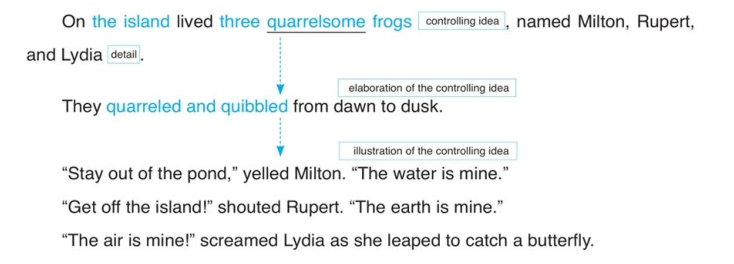 On the island lived three quarrelsome frogs controlling idea, named Milton, Rupert,
and Lydia detail.
elaboration of the controlling idea
They quarreled and quibbled from dawn to dusk.
illustration of the controlling idea
“Stay out of the pond,” yelled Milton. “The water is mine.”
“Get off the island!” shouted Rupert. “The earth is mine.”
“The air is mine!” screamed Lydia as she leaped to catch a butterfly.